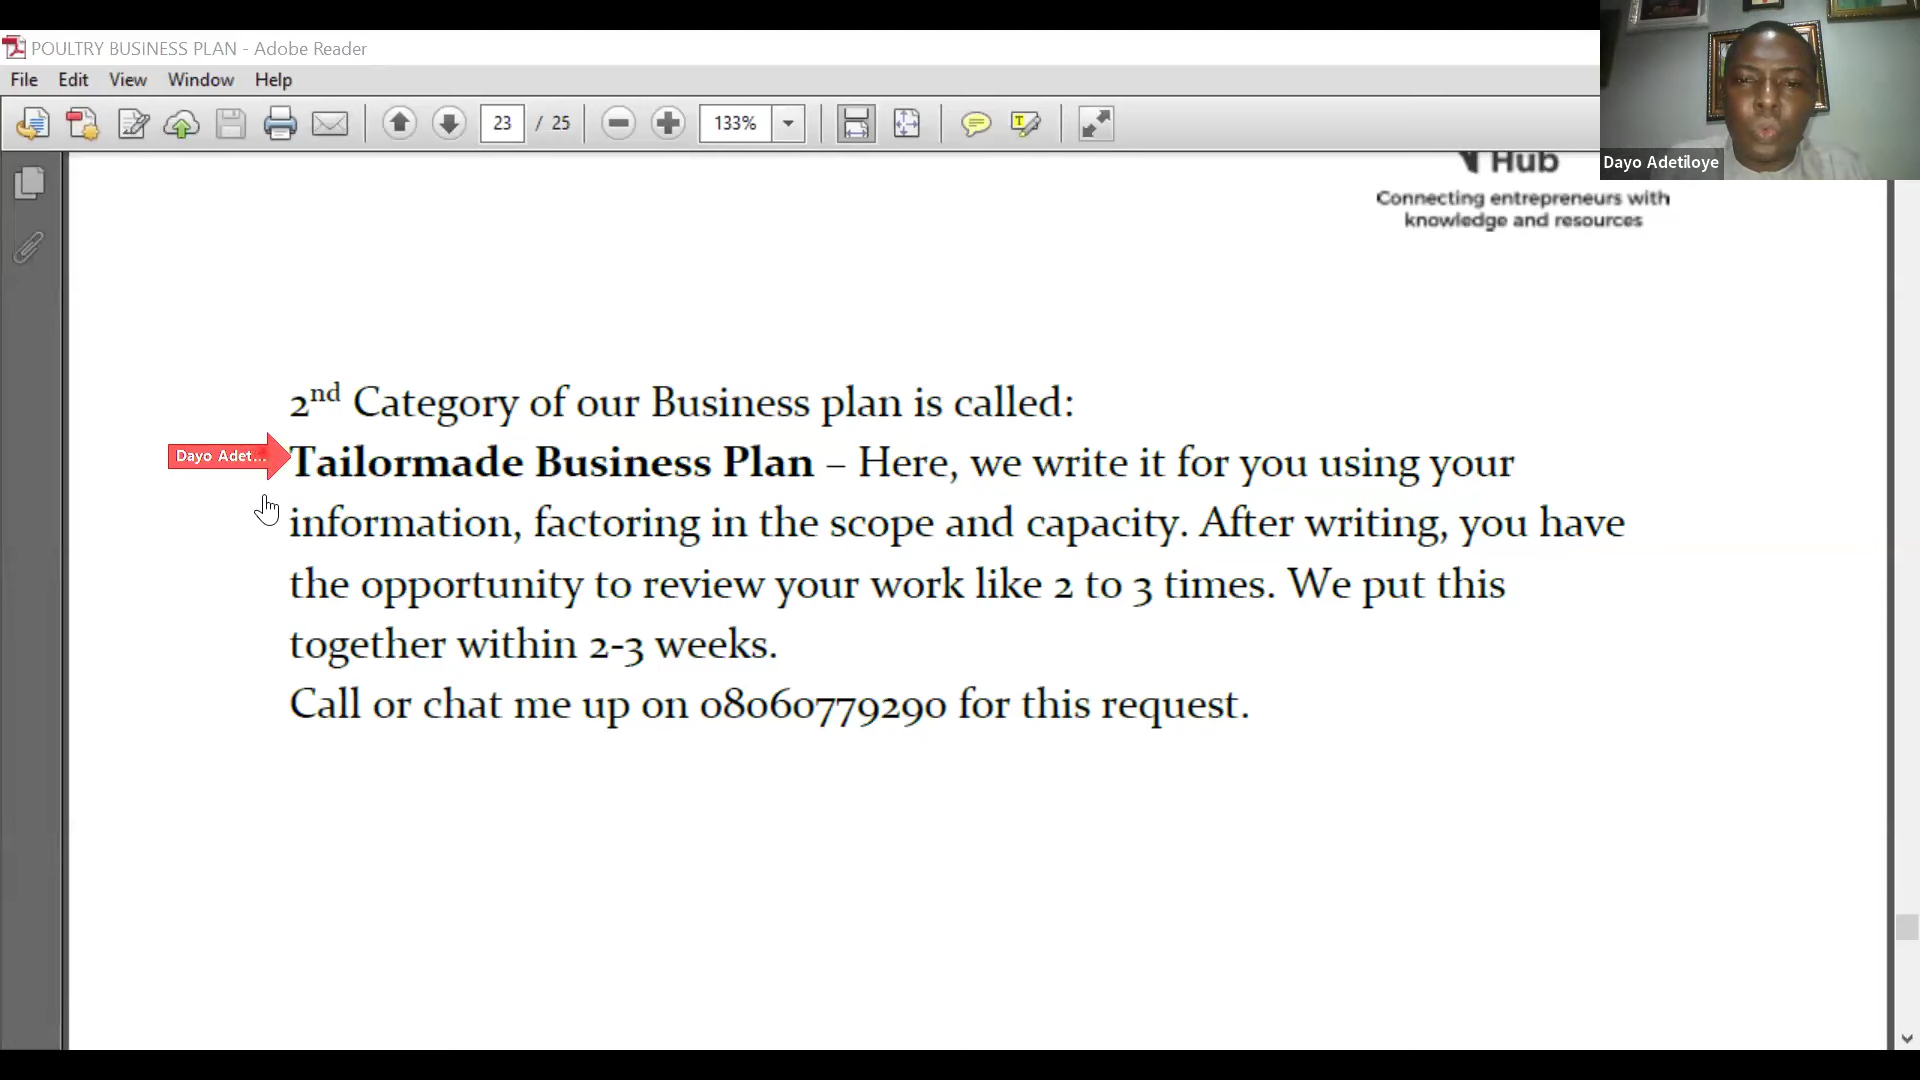 POULTRY BUSINESS PLAN - Adobe Reader
File Edit View Window Help
23 / 25 133%
Dayo Adetiloye
Hub
Connecting entrepreneurs with
knowledge and resources
2nd Category of our Business plan is called:
Dayo Adet...
Tailormade Business Plan – Here, we write it for you using your
information, factoring in the scope and capacity. After writing, you have
the opportunity to review your work like 2 to 3 times. We put this
together within 2-3 weeks.
Call or chat me up on 08060779290 for this request.